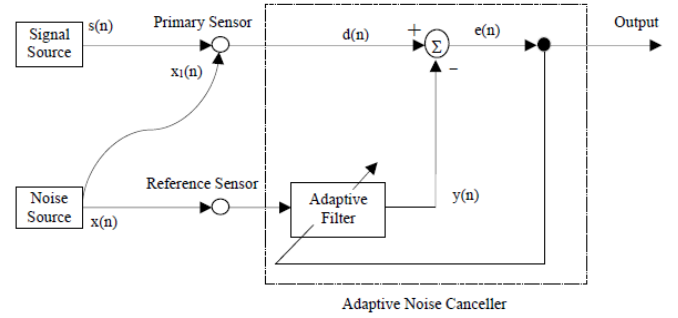 Signal
Source
s(n)
Primary Sensor
x₁(n)
d(n)
+
Σ
−
e(n)
Output
Noise
Source
x(n)
Reference Sensor
Adaptive
Filter
y(n)
Adaptive Noise Canceller